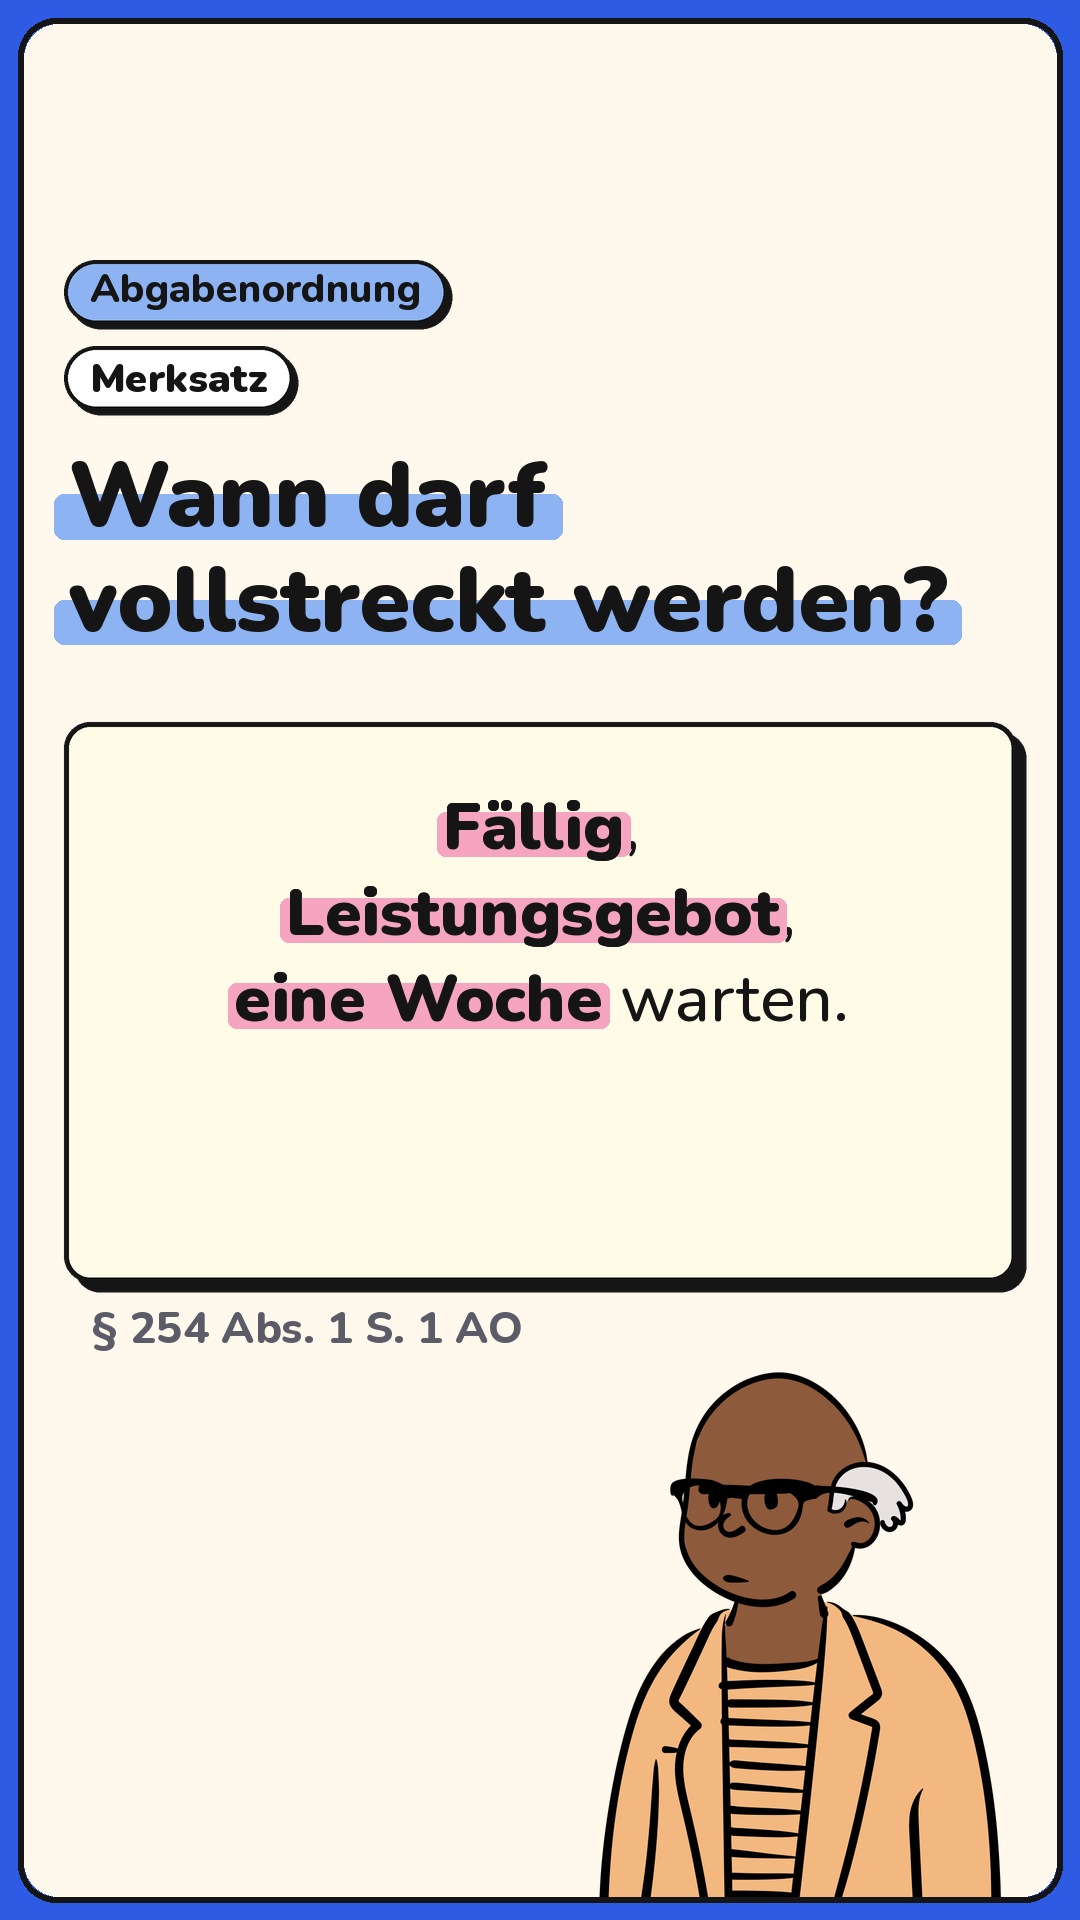 Abgabenordnung
Merksatz
Wann darf
vollstreckt werden?
Fällig,
Leistungsgebot,
eine Woche warten.
§ 254 Abs. 1 S. 1 AO